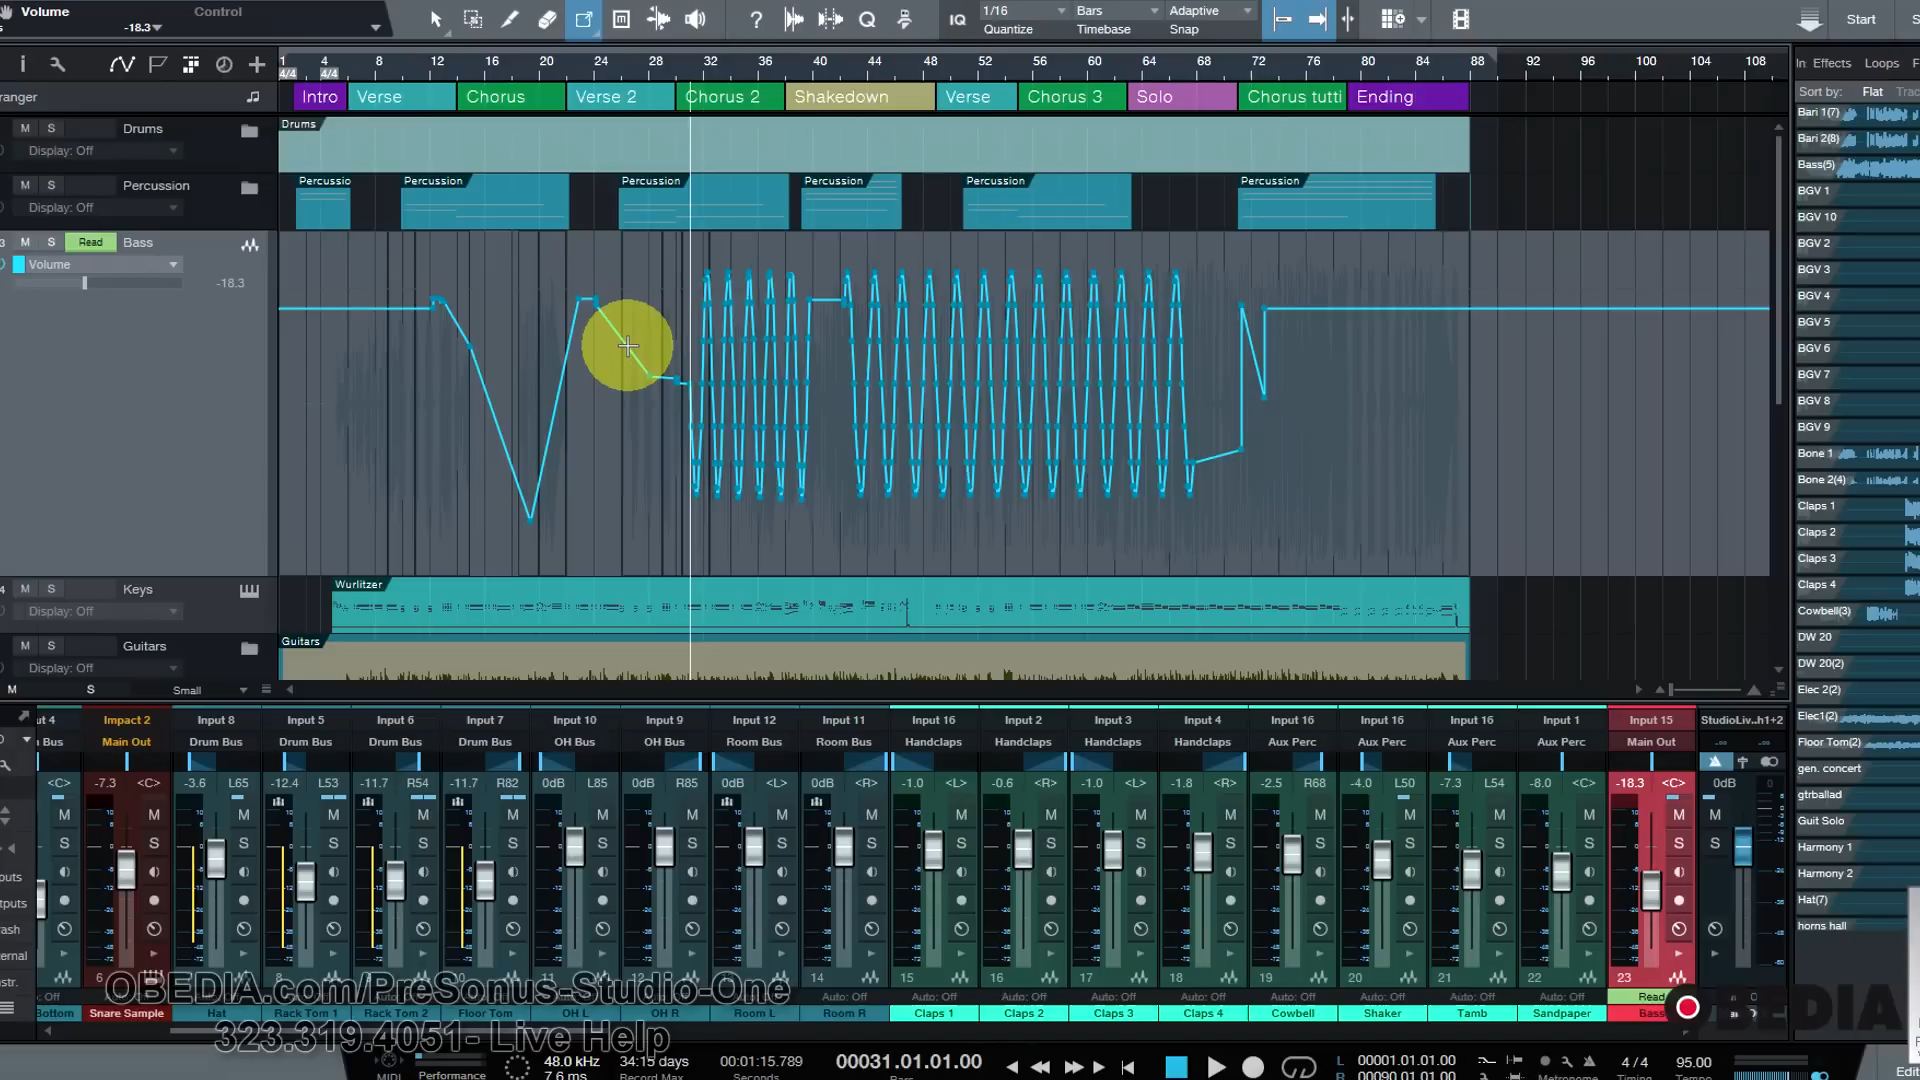 Volume
Control
-18.3
1/16
Quantize
Bars
Timebase
Adaptive
Snap
IQ
Start
1 4 8 12 16 20 24 28 32 36 40 44 48 52 56 60 64 68 72 76 80 84 88 92 96 100 104 108
4/4 4/4
In: Effects Loops
Sort by: Flat
ranger
Intro Verse Chorus Verse 2 Chorus 2 Shakedown Verse Chorus 3 Solo Chorus tutti Ending
M S Drums
Display: Off
Drums
M S Percussion
Display: Off
Percussio Percussion Percussion Percussion Percussion Percussion
3 M S Read Bass
Volume
-18.3
4 M S Keys
Display: Off
Wurlitzer
M S Guitars
Display: Off
Guitars
M S Small
Bari 1(7)
Bari 2(8)
Bass(5)
BGV 1
BGV 10
BGV 2
BGV 3
BGV 4
BGV 5
BGV 6
BGV 7
BGV 8
BGV 9
Bone 1
Bone 2(4)
Claps 1
Claps 2
Claps 3
Claps 4
Cowbell(3)
DW 20
DW 20(2)
Elec 2(2)
Elec1(2)
Floor Tom(2)
gen. concert
gtrballad
Guit Solo
Harmony 1
Harmony 2
Hat(7)
horns hall
ut 4 Impact 2 Input 8 Input 5 Input 6 Input 7 Input 10 Input 9 Input 12 Input 11 Input 16 Input 2 Input 3 Input 4 Input 16 Input 16 Input 16 Input 1 Input 15 StudioLiv..h1+2
Bus Main Out Drum Bus Drum Bus Drum Bus Drum Bus OH Bus OH Bus Room Bus Room Bus Handclaps Handclaps Handclaps Handclaps Aux Perc Aux Perc Aux Perc Aux Perc Main Out
<C> -7.3 <C> -3.6 L65 -12.4 L53 -11.7 R54 -11.7 R82 0dB L85 0dB R85 0dB <L> 0dB <R> -1.0 <L> -0.6 <R> -1.0 <L> -1.8 <R> -2.5 R68 -4.0 L50 -7.3 L54 -8.0 <C> -18.3 <C> 0dB
6 8 11 14 15 16 17 18 19 20 21 22 23
Auto: Off Auto: Off Auto: Off Auto: Off Auto: Off Auto: Off Auto: Off Auto: Off Auto: Off Read
Bottom Snare Sample Hat Rack Tom 1 Rack Tom 2 Floor Tom OH L OH R Room L Room R Claps 1 Claps 2 Claps 3 Claps 4 Cowbell Shaker Tamb Sandpaper Bass
OBEDIA.com/PreSonus-Studio-One
323.319.4051- Live Help
MIDI
Performance
48.0 kHz
7.6 ms
34:15 days
Record Max
00:01:15.789
Seconds
00031.01.01.00
Bars
L 00001.01.01.00
R 00090.01.01.00
Metronome
4 / 4
Timing
95.00
Tempo
Edit